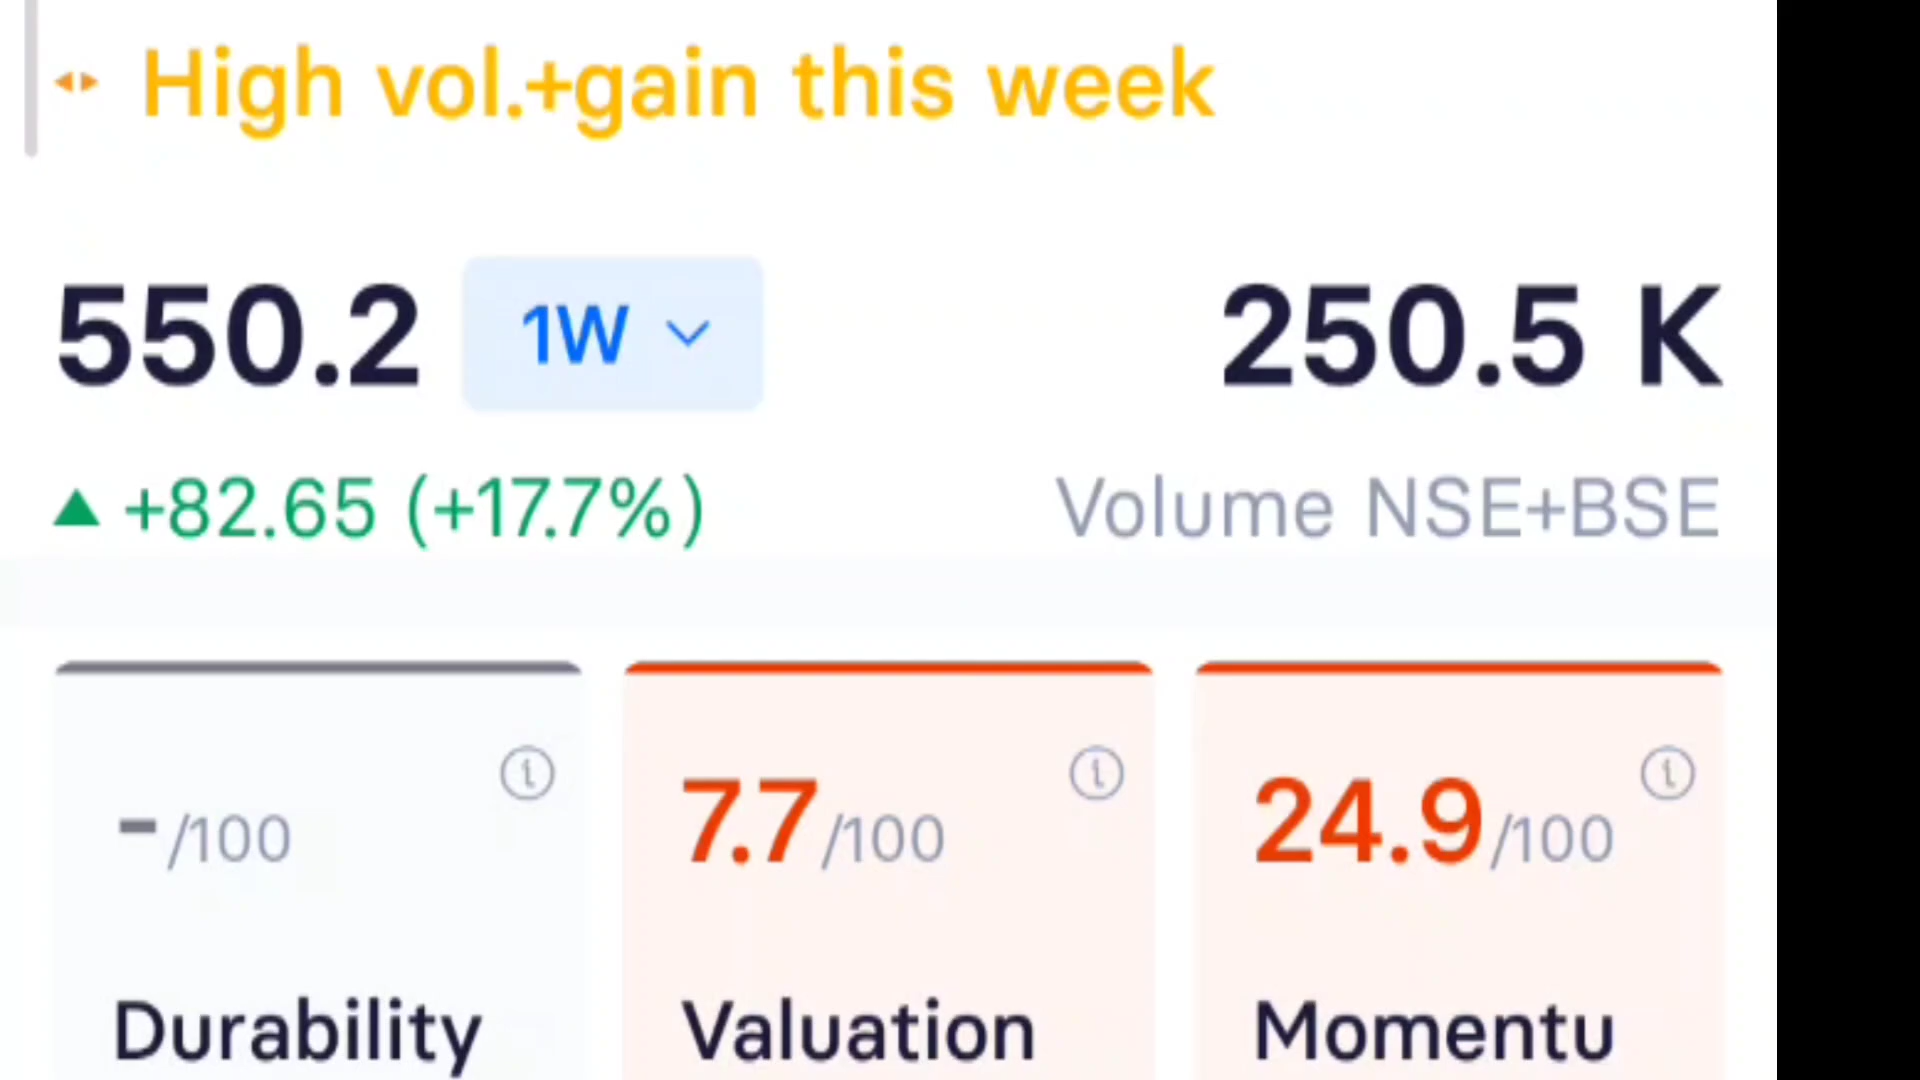 High vol.+gain this week
550.2 1W 250.5 K
+82.65 (+17.7%) Volume NSE+BSE
-/100 7.7/100 24.9/100
Durability Valuation Momentu